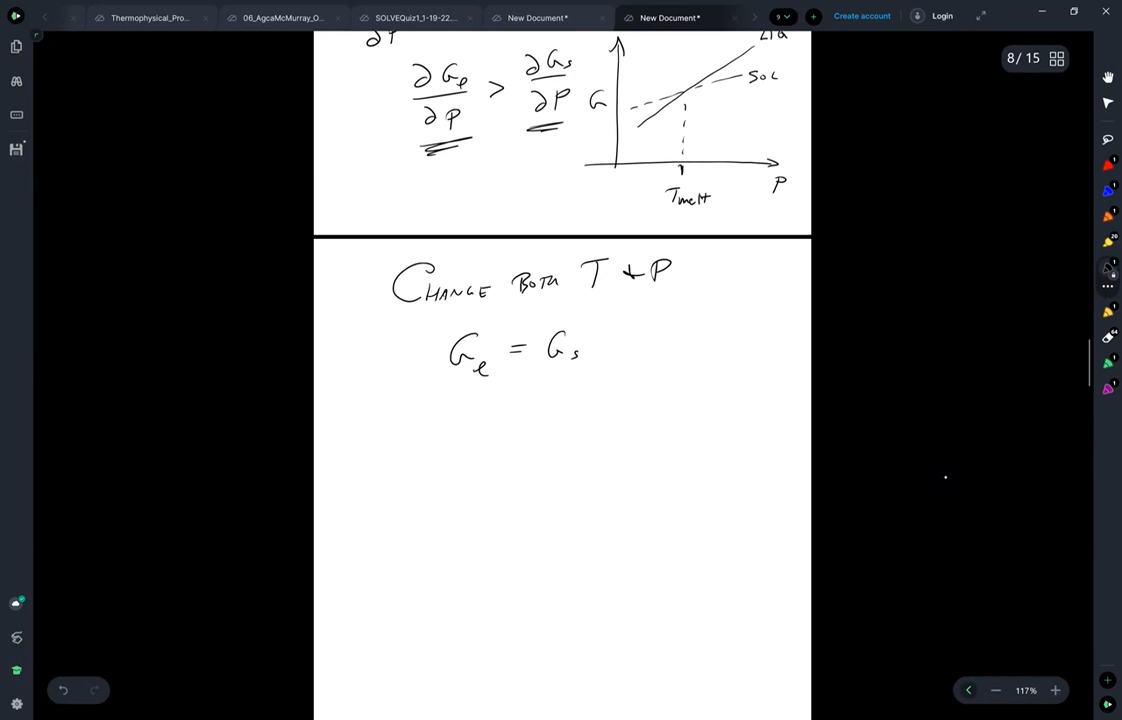 Thermophysical_Pro...
06_AgcaMcMurray_O...
SOLVEQuiz1_1-19-22,...
New Document*
New Document*
9
Create account
Login
8 / 15
∂Gℓ/∂P > ∂Gs/∂P
G
SOL
Tmelt
P
CHANGE BOTH T + P
Gℓ = Gs
117%